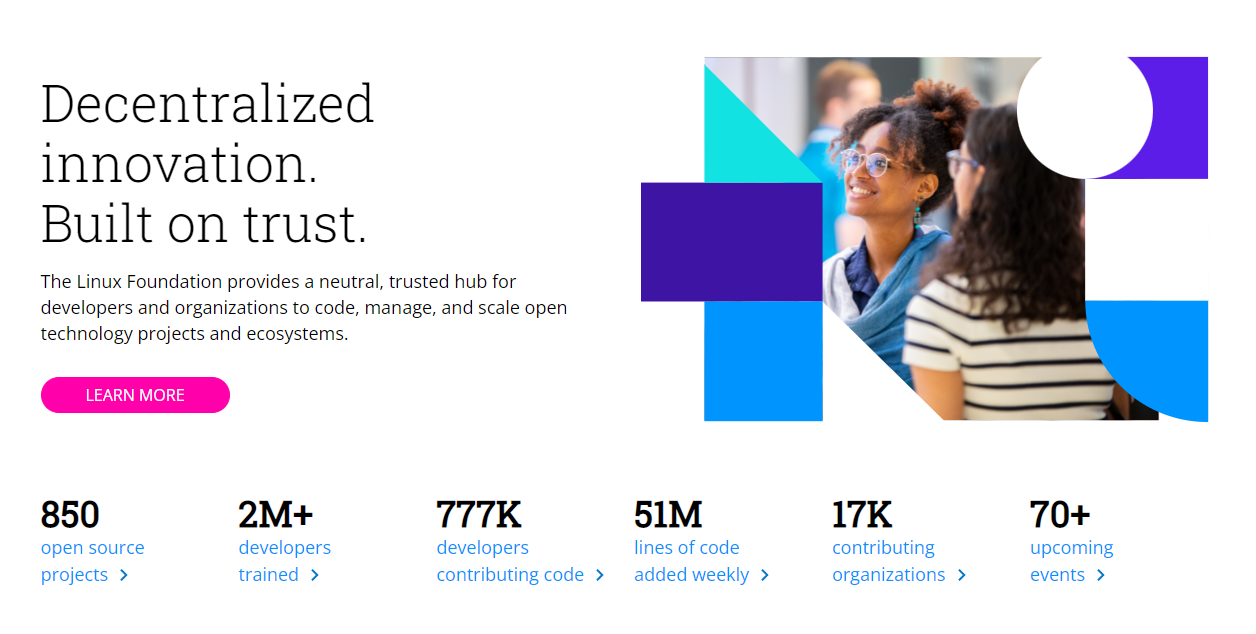 Decentralized
innovation.
Built on trust.
The Linux Foundation provides a neutral, trusted hub for
developers and organizations to code, manage, and scale open
technology projects and ecosystems.
LEARN MORE
850
open source
projects
2M+
developers
trained
777K
developers
contributing code
51M
lines of code
added weekly
17K
contributing
organizations
70+
upcoming
events